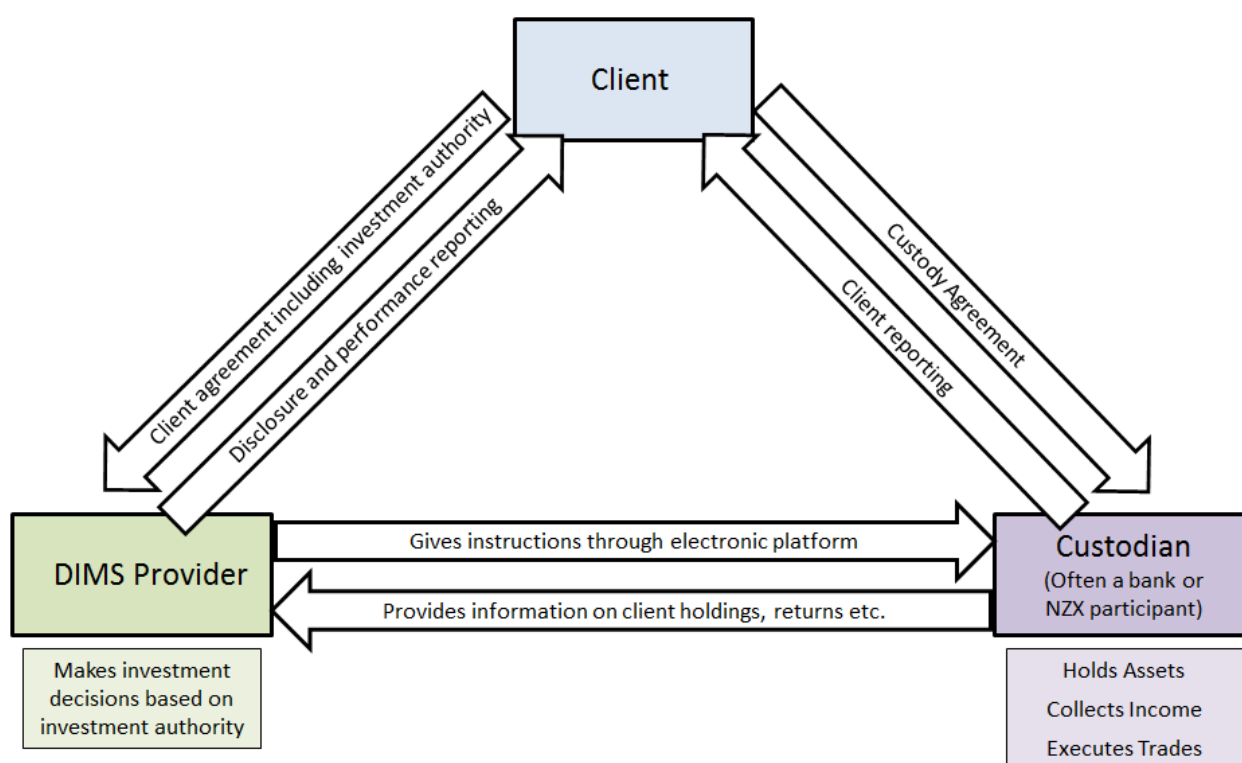 Client
Client agreement including investment authority
Disclosure and performance reporting
Custody Agreement
Client reporting
DIMS Provider
Gives instructions through electronic platform
Provides information on client holdings, returns etc.
Custodian
(Often a bank or
NZX participant)
Makes investment
decisions based on
investment authority
Holds Assets
Collects Income
Executes Trades